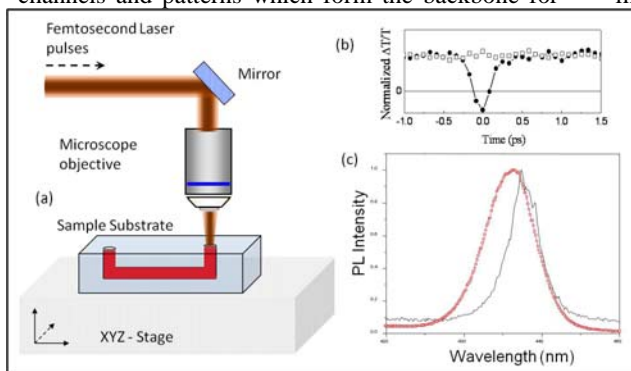 channels and patterns which form the backbone for
Femtosecond Laser
pulses
Mirror
Microscope
objective
(a)
Sample Substrate
XYZ - Stage
(b)
Normalized ΔT/T
0
-1.0 -0.5 0.0 0.5 1.0 1.5
Time (ps)
(c)
PL Intensity
1.0
Wavelength (nm)